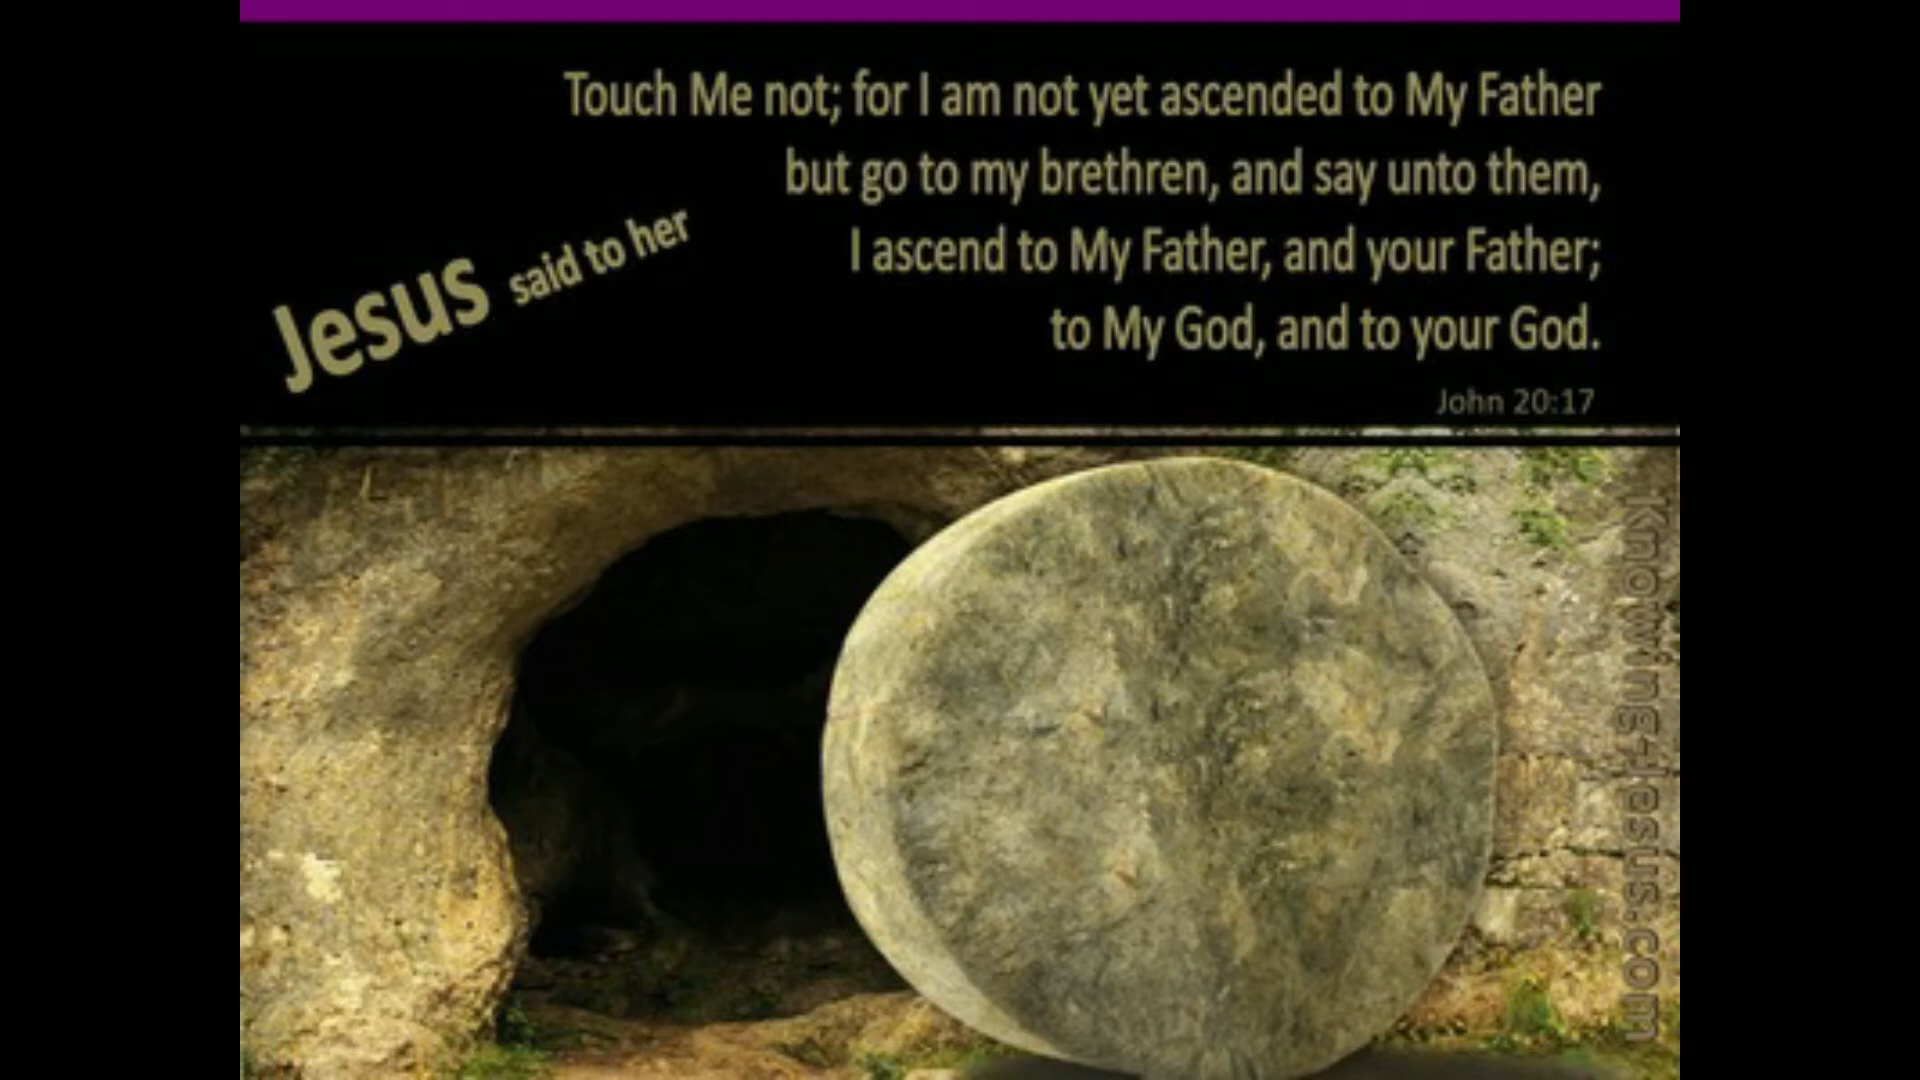 Touch Me not; for I am not yet ascended to My Father
but go to my brethren, and say unto them,
Jesus said to her
I ascend to My Father, and your Father;
to My God, and to your God.
John 20:17
Knowing-Jesus.com